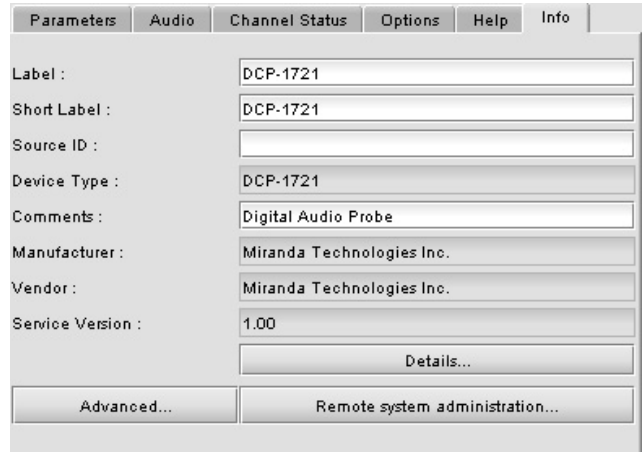 Parameters Audio Channel Status Options Help Info
Label : DCP-1721
Short Label : DCP-1721
Source ID :
Device Type : DCP-1721
Comments : Digital Audio Probe
Manufacturer : Miranda Technologies Inc.
Vendor : Miranda Technologies Inc.
Service Version : 1.00
Details...
Advanced... Remote system administration...